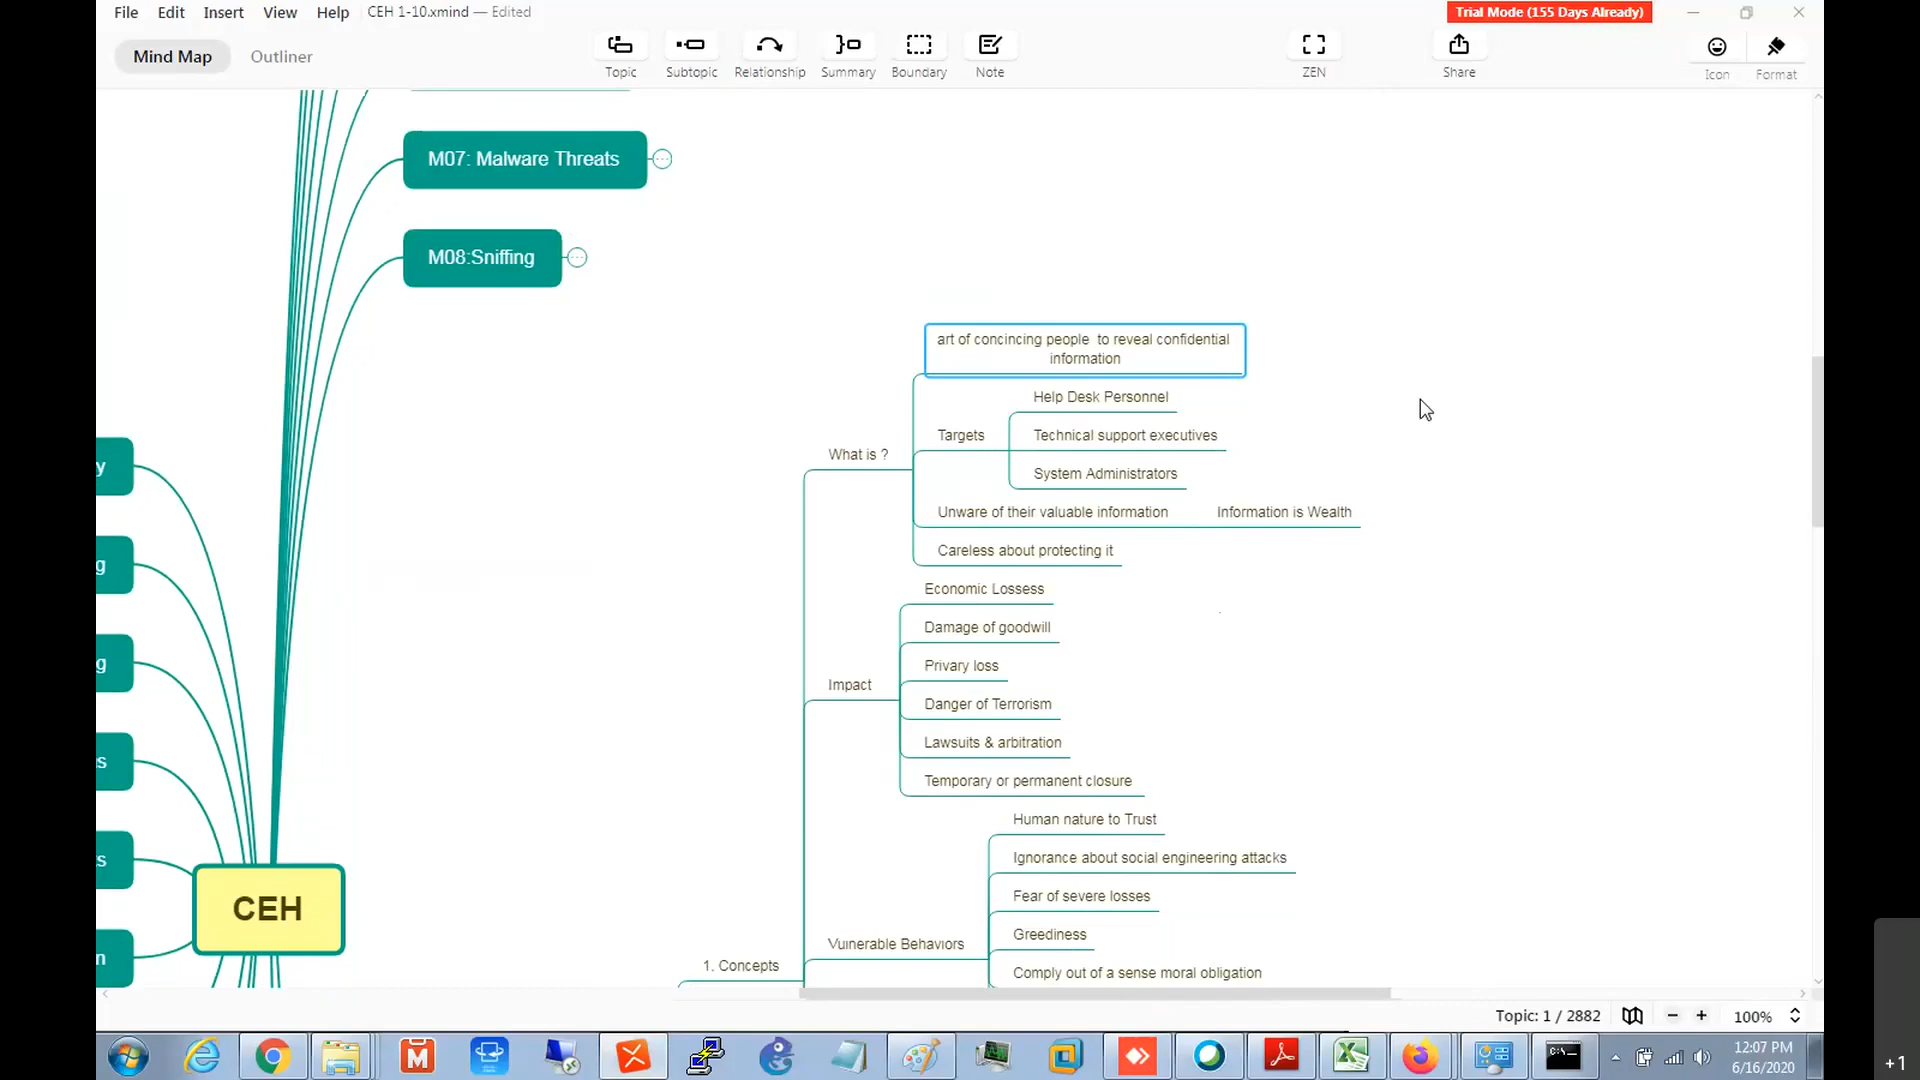 File Edit Insert View Help CEH 1-10.xmind — Edited
Trial Mode (155 Days Already)
Mind Map Outliner
Topic Subtopic Relationship Summary Boundary Note ZEN Share Icon Format
M07: Malware Threats
M08:Sniffing
art of concincing people to reveal confidential
information
Help Desk Personnel
Targets
Technical support executives
What is ?
System Administrators
Unware of their valuable information
Information is Wealth
Careless about protecting it
Economic Lossess
Damage of goodwill
Privary loss
Impact
Danger of Terrorism
Lawsuits & arbitration
Temporary or permanent closure
Human nature to Trust
Ignorance about social engineering attacks
Fear of severe losses
Greediness
Vulnerable Behaviors
1. Concepts
Comply out of a sense moral obligation
y
g
g
s
s
n
CEH
Topic: 1 / 2882
100%
12:07 PM
6/16/2020
+1